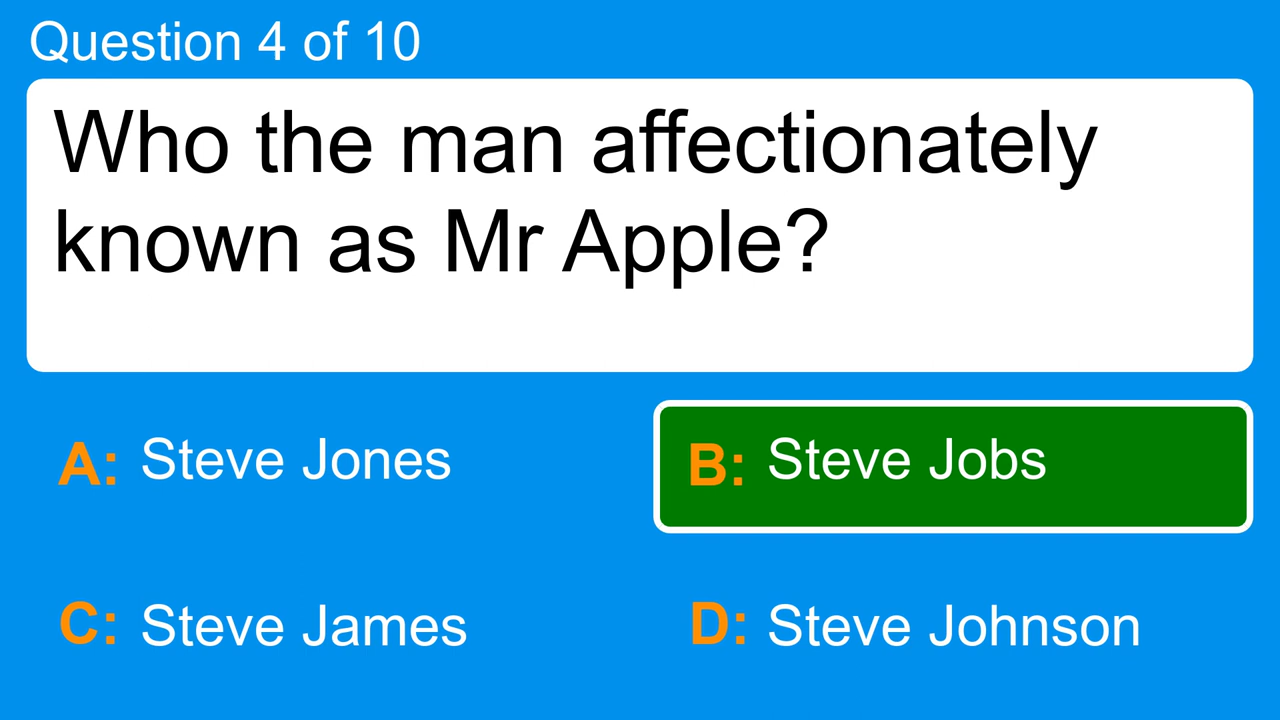 Question 4 of 10
Who the man affectionately
known as Mr Apple?
A: Steve Jones
B: Steve Jobs
C: Steve James
D: Steve Johnson